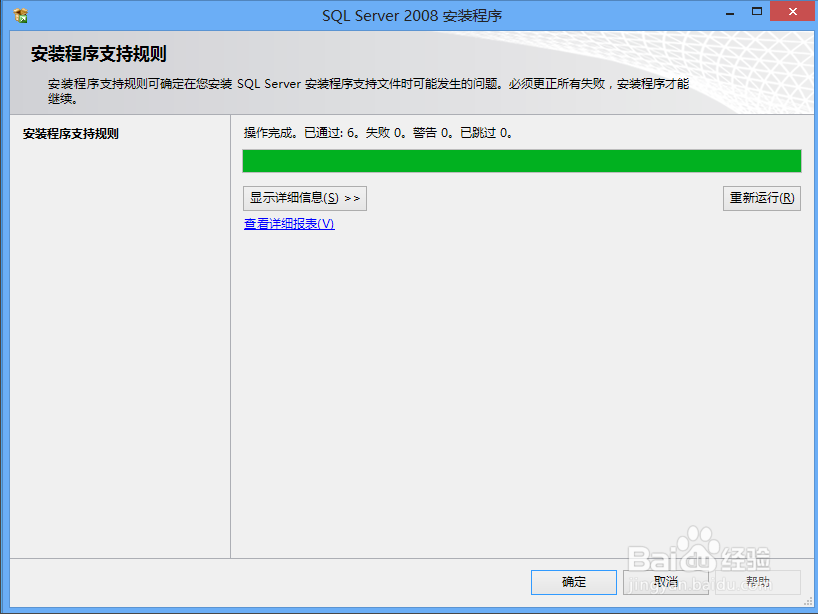 SQL Server 2008 安装程序
安装程序支持规则
安装程序支持规则可确定在您安装 SQL Server 安装程序支持文件时可能发生的问题。必须更正所有失败，安装程序才能
继续。
安装程序支持规则
操作完成。已通过: 6。失败 0。警告 0。已跳过 0。
显示详细信息(S) >>
重新运行(R)
查看详细报表(V)
确定
取消
帮助
Baidu 经验
jingyan.baidu.com